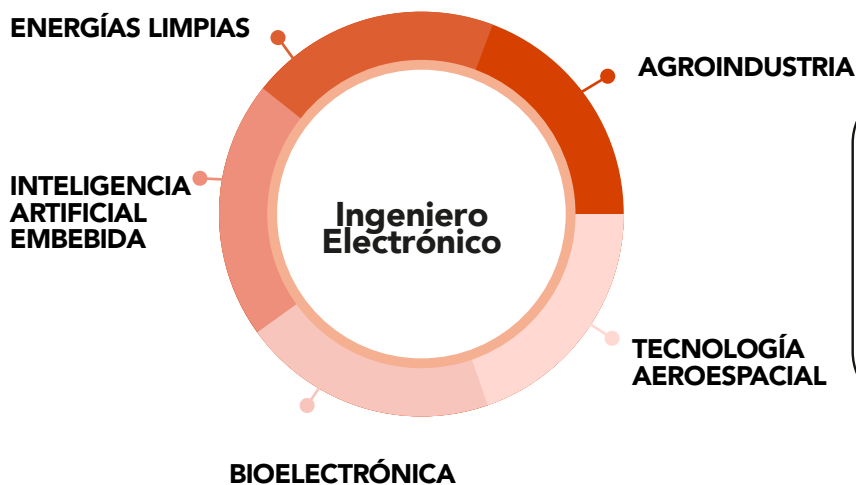 ENERGÍAS LIMPIAS
AGROINDUSTRIA
INTELIGENCIA
ARTIFICIAL
EMBEBIDA
Ingeniero
Electrónico
TECNOLOGÍA
AEROESPACIAL
BIOELECTRÓNICA